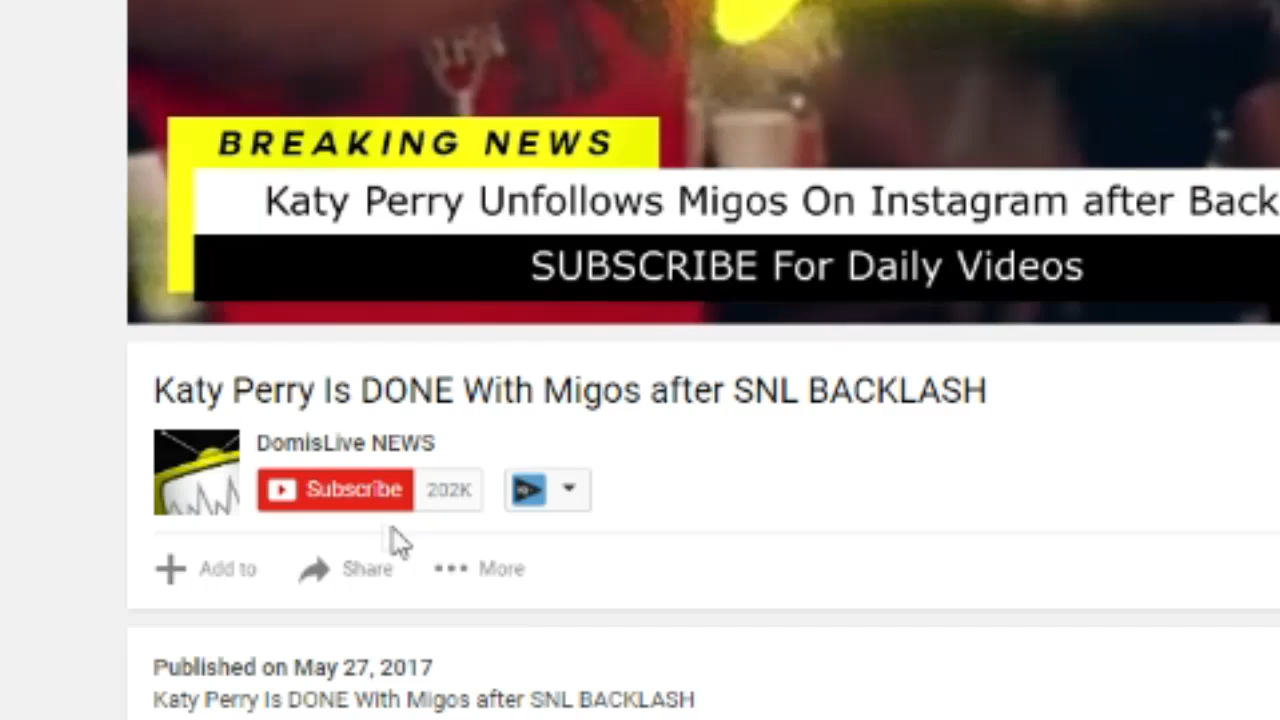 BREAKING NEWS
Katy Perry Unfollows Migos On Instagram after Back
SUBSCRIBE For Daily Videos
Katy Perry Is DONE With Migos after SNL BACKLASH
DomisLive NEWS
Subscribe 202K
Add to Share More
Published on May 27, 2017
Katy Perry Is DONE With Migos after SNL BACKLASH